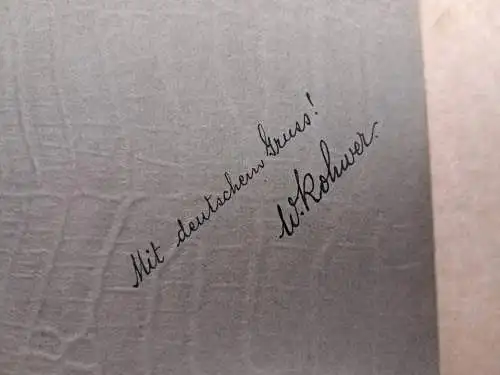 Mit deutschem Gruss!
W. Rohwer.